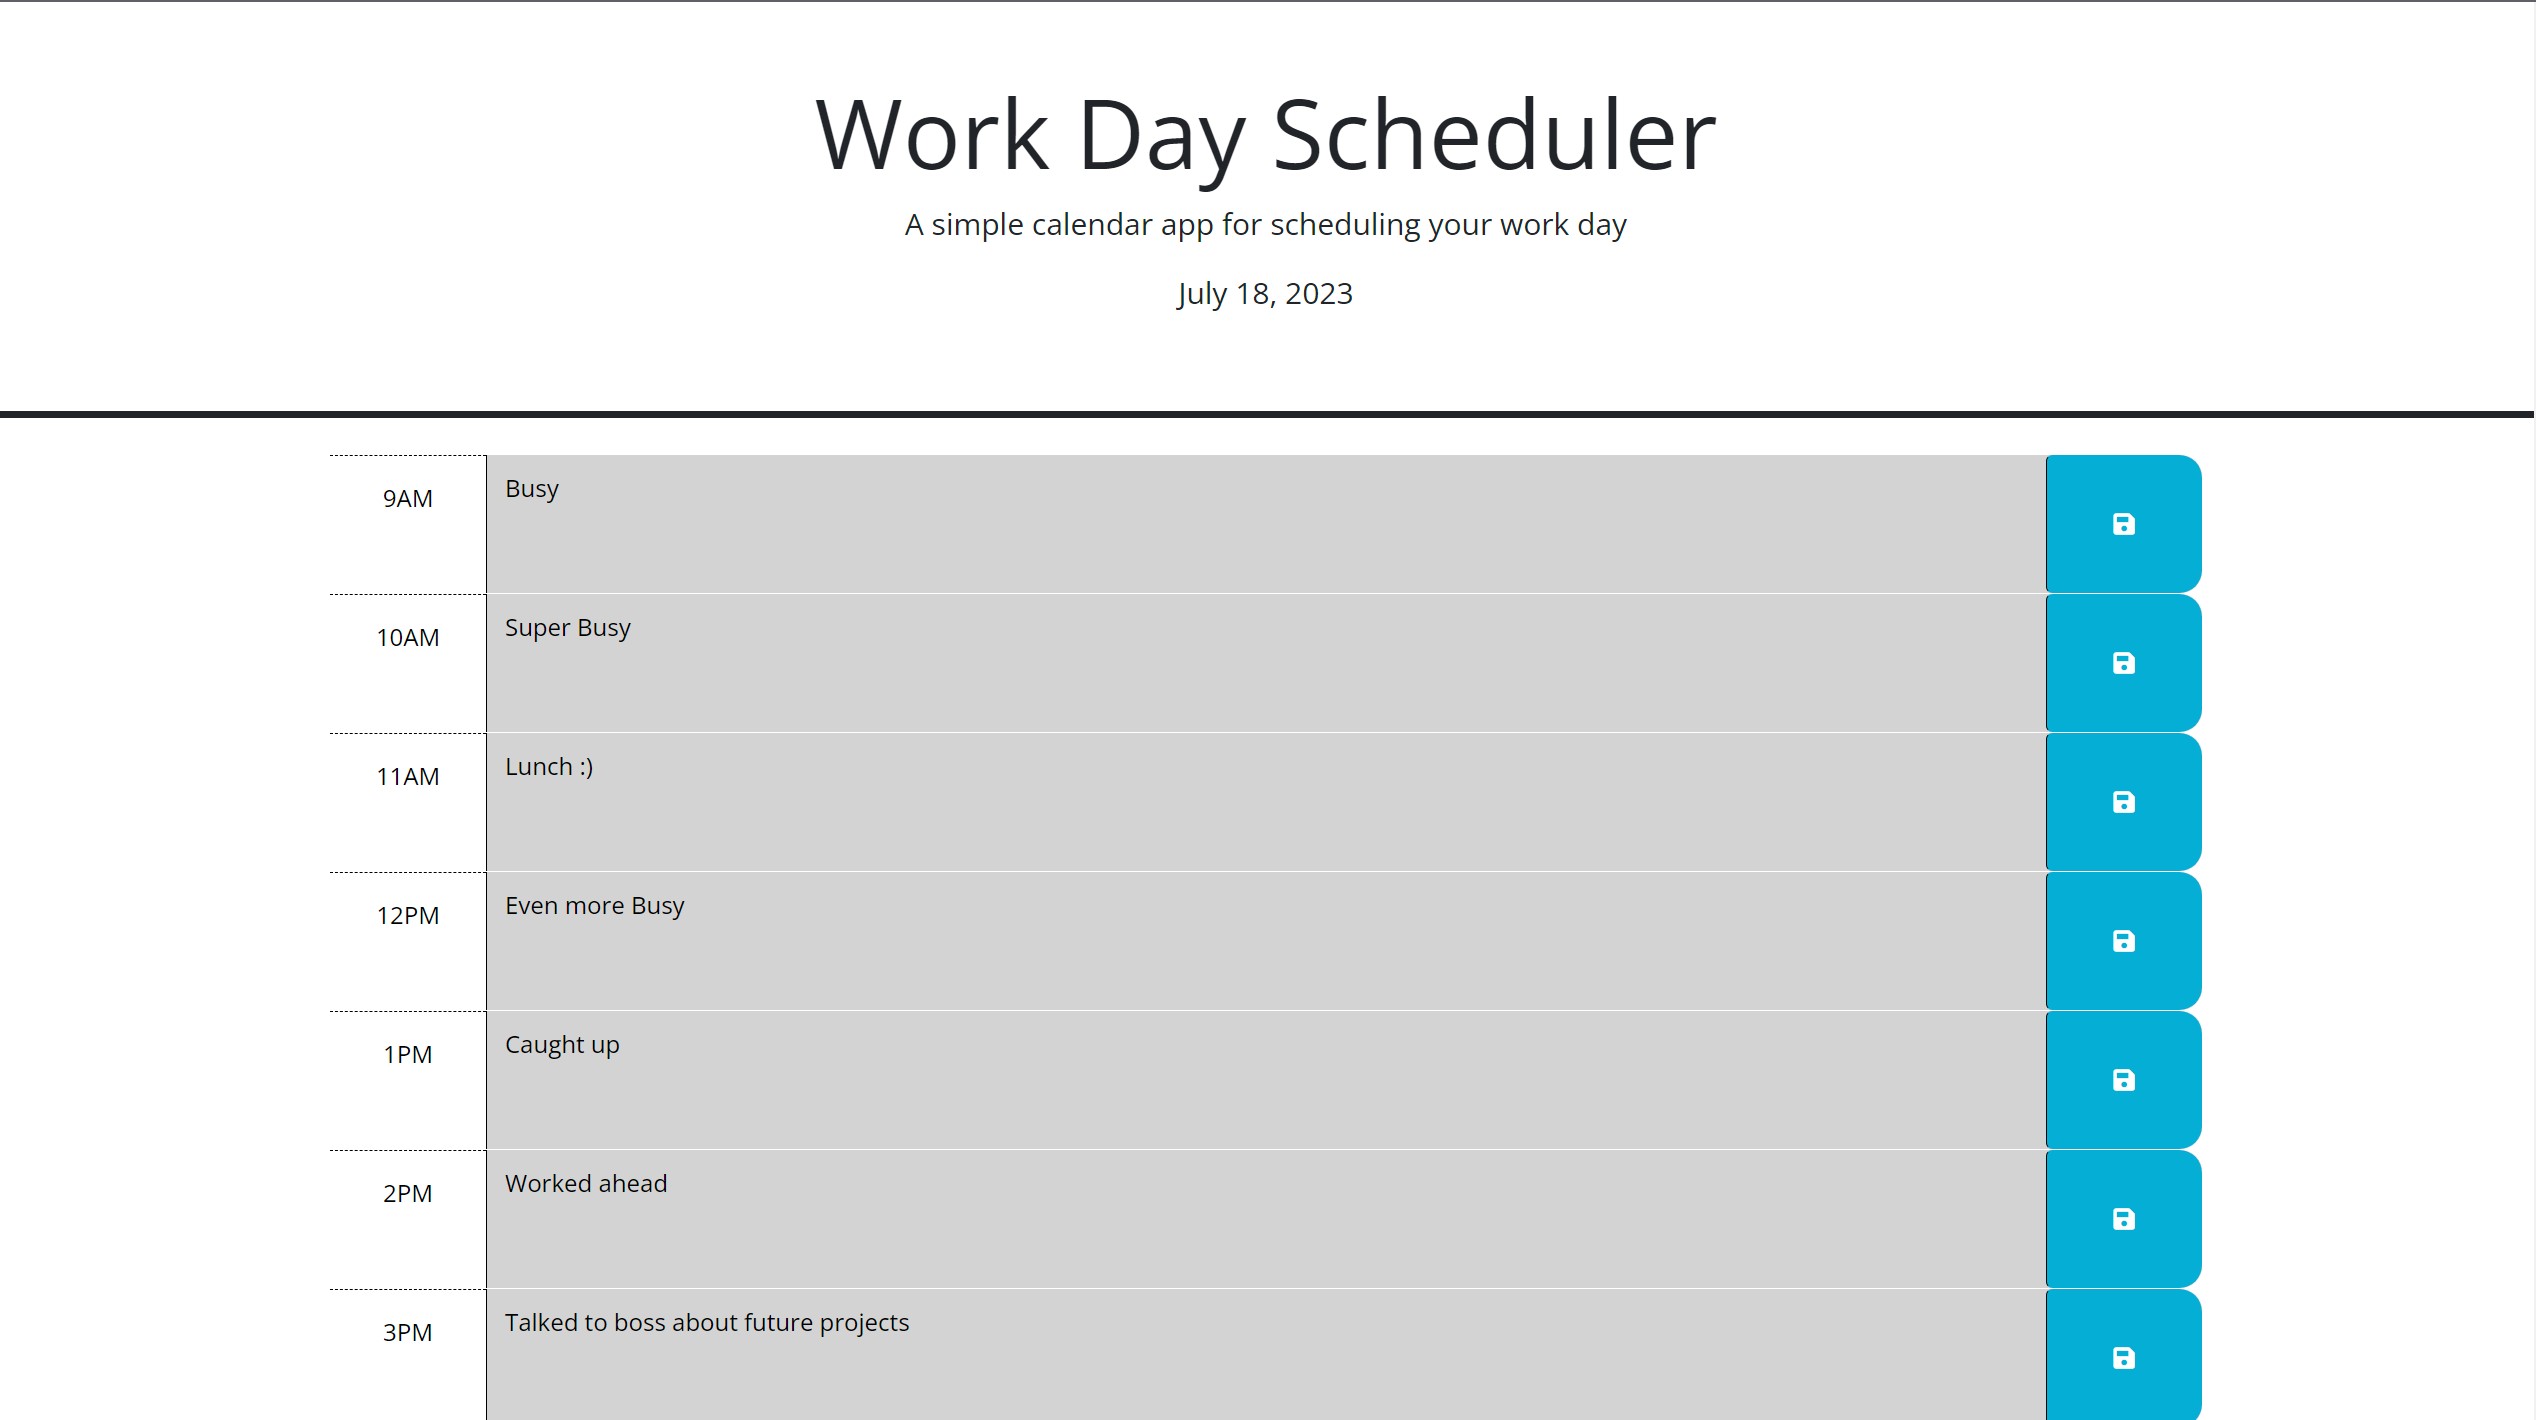 Work Day Scheduler
A simple calendar app for scheduling your work day
July 18, 2023
9AM
Busy
10AM
Super Busy
11AM
Lunch :)
12PM
Even more Busy
1PM
Caught up
2PM
Worked ahead
3PM
Talked to boss about future projects